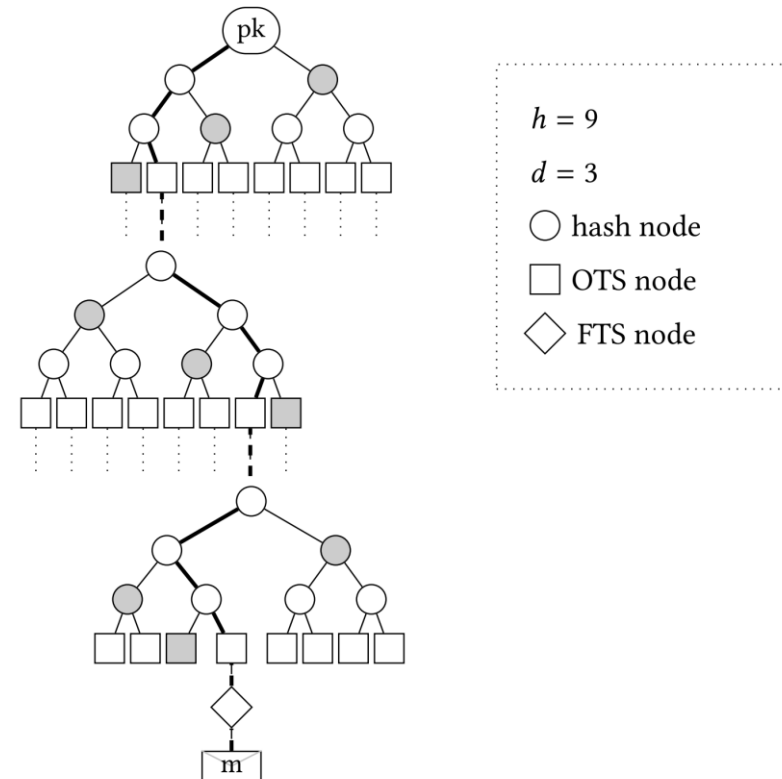 pk
h = 9
d = 3
hash node
OTS node
FTS node
m